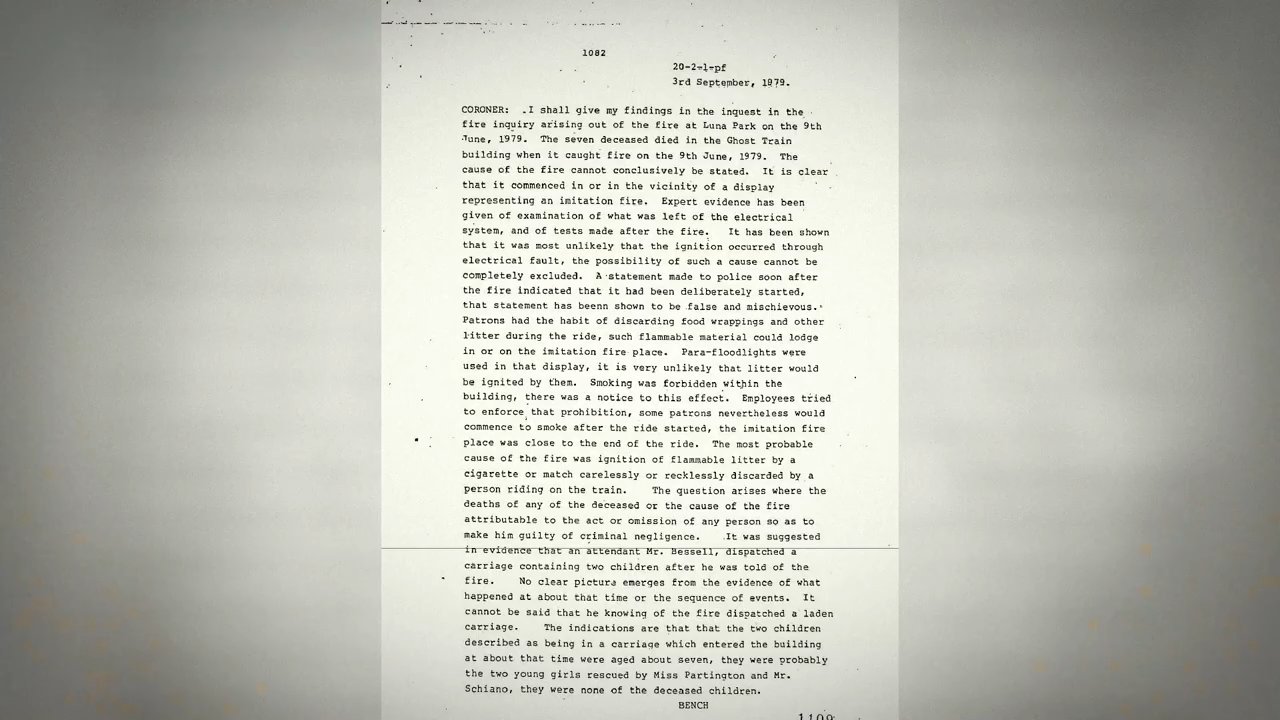 1082
20-2-1-pf
3rd September, 1979.
CORONER: .I shall give my findings in the inquest in the
fire inquiry arising out of the fire at Luna Park on the 9th
June, 1979. The seven deceased died in the Ghost Train
building when it caught fire on the 9th June, 1979. The
cause of the fire cannot conclusively be stated. It is clear
that it commenced in or in the vicinity of a display
representing an imitation fire. Expert evidence has been
given of examination of what was left of the electrical
system, and of tests made after the fire. It has been shown
that it was most unlikely that the ignition occurred through
electrical fault, the possibility of such a cause cannot be
completely excluded. A statement made to police soon after
the fire indicated that it had been deliberately started,
that statement has beenn shown to be false and mischievous.
Patrons had the habit of discarding food wrappings and other
litter during the ride, such flammable material could lodge
in or on the imitation fire place. Para-floodlights were
used in that display, it is very unlikely that litter would
be ignited by them. Smoking was forbidden within the
building, there was a notice to this effect. Employees tried
to enforce that prohibition, some patrons nevertheless would
commence to smoke after the ride started, the imitation fire
place was close to the end of the ride. The most probable
cause of the fire was ignition of flammable litter by a
cigarette or match carelessly or recklessly discarded by a
person riding on the train. The question arises where the
deaths of any of the deceased or the cause of the fire
attributable to the act or omission of any person so as to
make him guilty of criminal negligence. .It was suggested
in evidence that an attendant Mr. Bessell, dispatched a
carriage containing two children after he was told of the
fire. No clear picture emerges from the evidence of what
happened at about that time or the sequence of events. It
cannot be said that he knowing of the fire dispatched a laden
carriage. The indications are that that the two children
described as being in a carriage which entered the building
at about that time were aged about seven, they were probably
the two young girls rescued by Miss Partington and Mr.
Schiano, they were none of the deceased children.
BENCH
1109